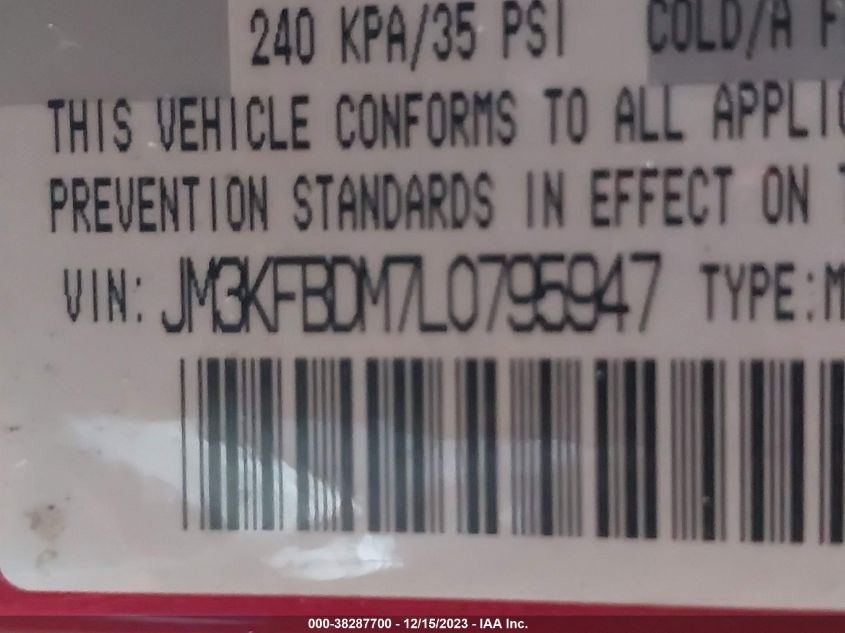 240 KPA/35 PSI COLD/A F
THIS VEHICLE CONFORMS TO ALL APPLIC
PREVENTION STANDARDS IN EFFECT ON T
VIN: JM3KFBDM7L0795947 TYPE:M
000-38287700 - 12/15/2023 - IAA Inc.